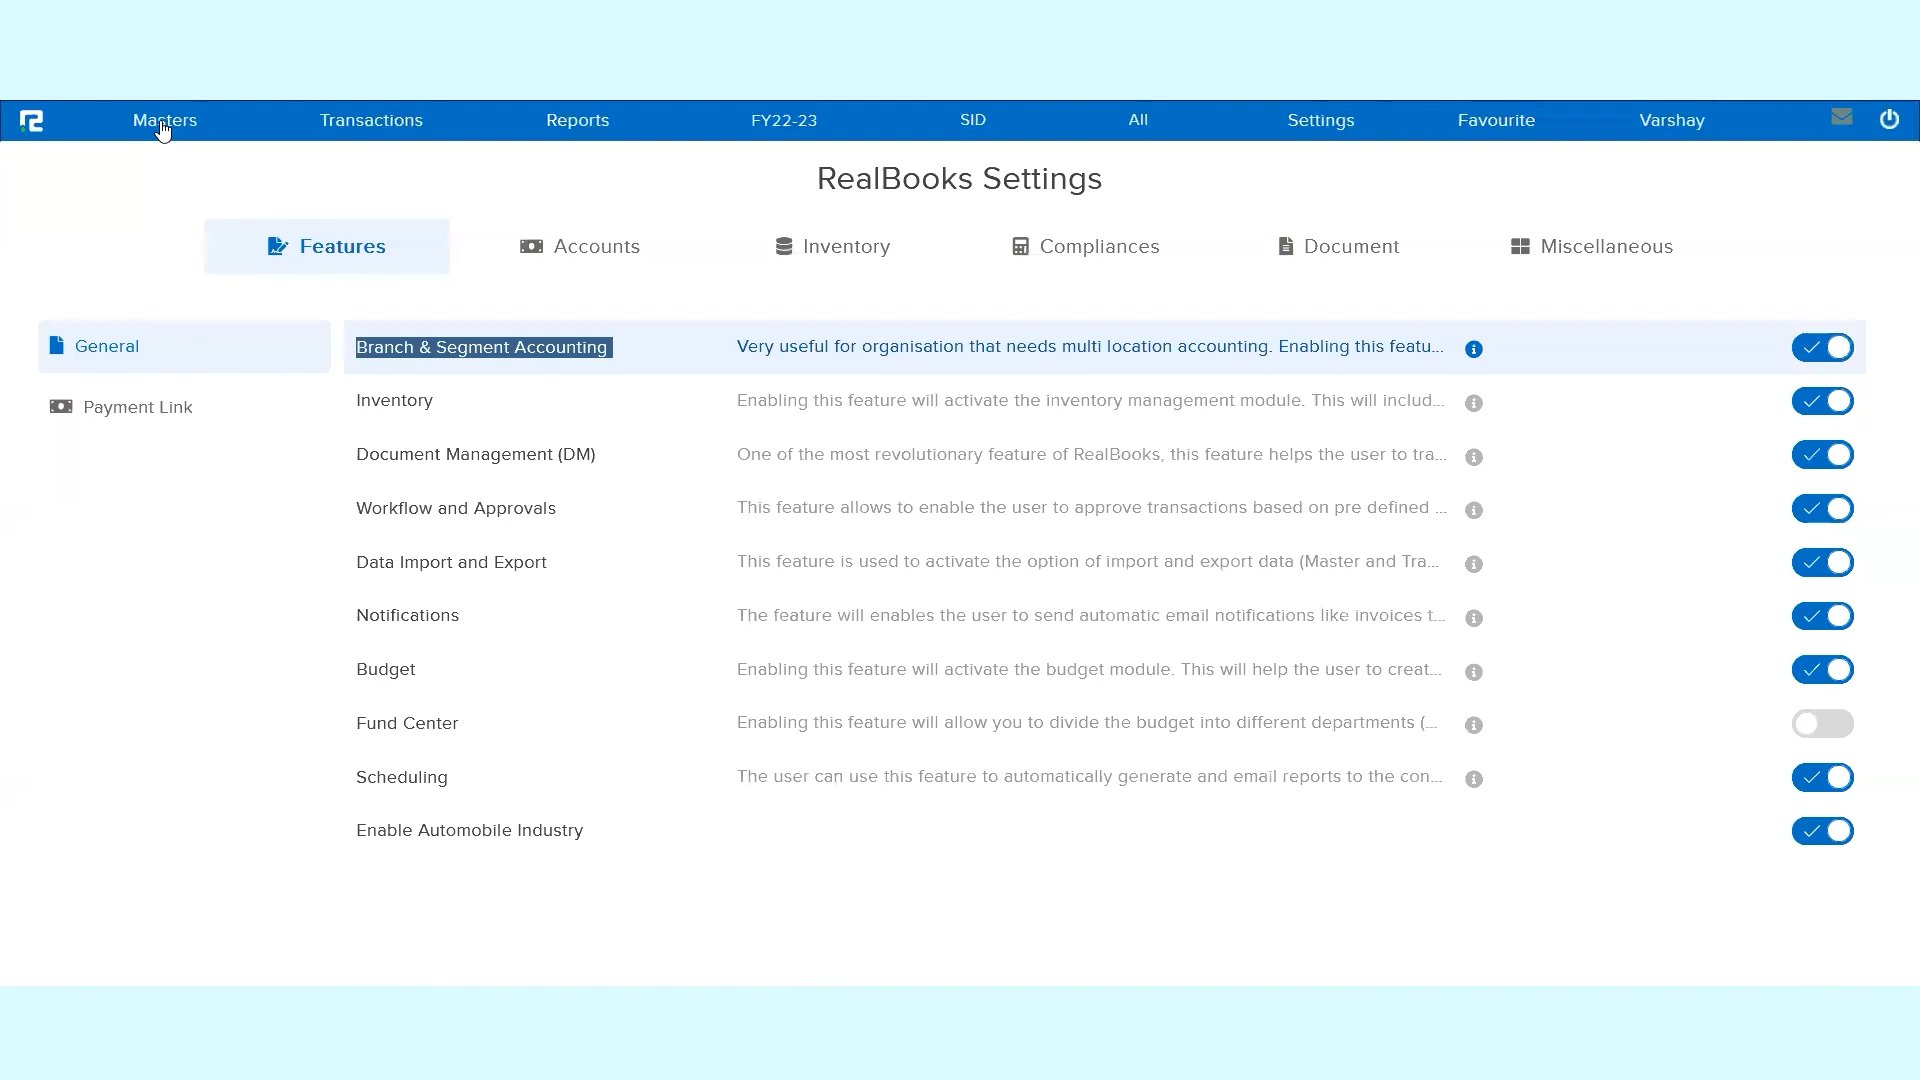 Masters Transactions Reports FY22-23 SID All Settings Favourite Varshay
RealBooks Settings
Features Accounts Inventory Compliances Document Miscellaneous
General
Payment Link
Branch & Segment Accounting Very useful for organisation that needs multi location accounting. Enabling this featu...
Inventory Enabling this feature will activate the inventory management module. This will includ...
Document Management (DM) One of the most revolutionary feature of RealBooks, this feature helps the user to tra...
Workflow and Approvals This feature allows to enable the user to approve transactions based on pre defined ...
Data Import and Export This feature is used to activate the option of import and export data (Master and Tra...
Notifications The feature will enables the user to send automatic email notifications like invoices t...
Budget Enabling this feature will activate the budget module. This will help the user to creat...
Fund Center Enabling this feature will allow you to divide the budget into different departments (...
Scheduling The user can use this feature to automatically generate and email reports to the con...
Enable Automobile Industry